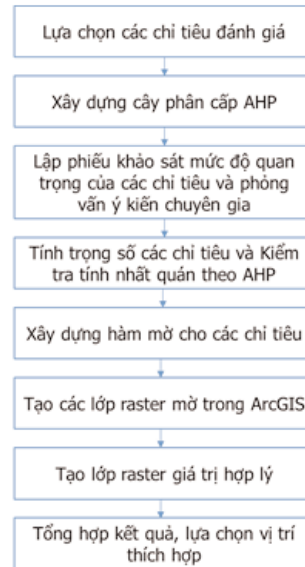 Lựa chọn các chỉ tiêu đánh giá
Xây dựng cây phân cấp AHP
Lập phiếu khảo sát mức độ quan
trọng của các chỉ tiêu và phỏng
vấn ý kiến chuyên gia
Tính trọng số các chỉ tiêu và Kiểm
tra tính nhất quán theo AHP
Xây dựng hàm mờ cho các chỉ tiêu
Tạo các lớp raster mờ trong ArcGIS
Tạo lớp raster giá trị hợp lý
Tổng hợp kết quả, lựa chọn vị trí
thích hợp